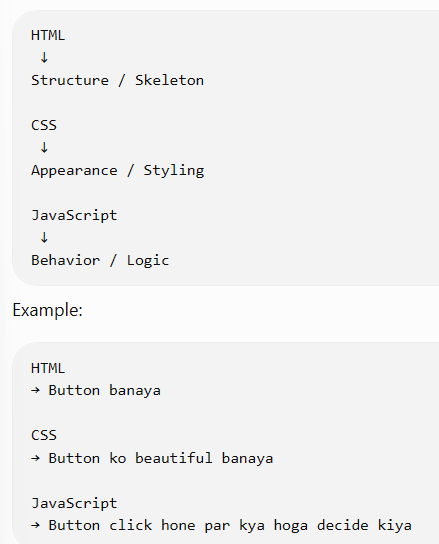 HTML
↓
Structure / Skeleton
CSS
↓
Appearance / Styling
JavaScript
↓
Behavior / Logic
Example:
HTML
→ Button banaya
CSS
→ Button ko beautiful banaya
JavaScript
→ Button click hone par kya hoga decide kiya